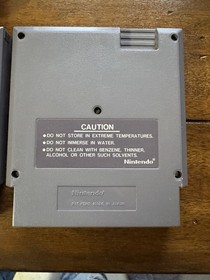 CAUTION
●DO NOT STORE IN EXTREME TEMPERATURES.
●DO NOT IMMERSE IN WATER.
●DO NOT CLEAN WITH BENZENE, THINNER,
ALCOHOL OR OTHER SUCH SOLVENTS.
Nintendo
Nintendo